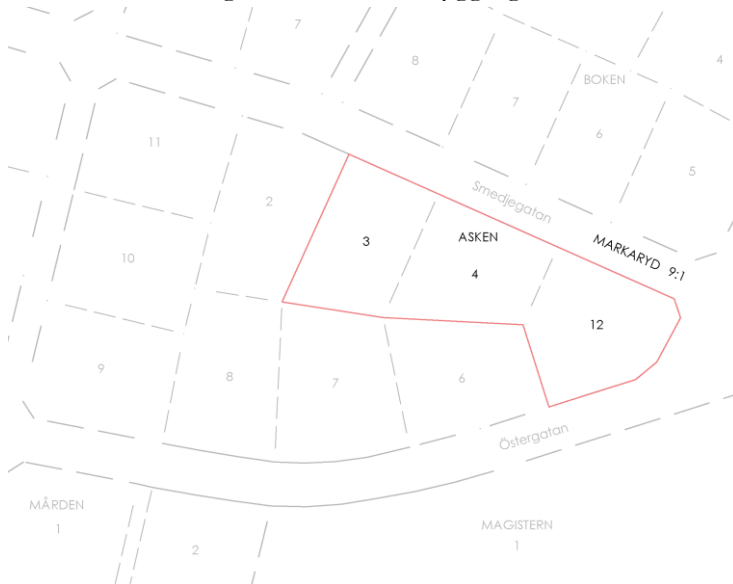 7
8
4
BOKEN
7
11
6
5
Smedjegatan
2
3
ASKEN
MARKARYD 9:1
10
4
12
9
8
7
6
Östergatan
MÅRDEN
1
MAGISTERN
1
2